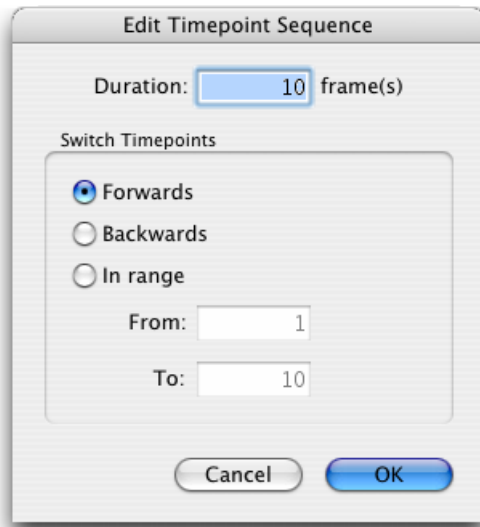 Edit Timepoint Sequence
Duration: 10 frame(s)
Switch Timepoints
Forwards
Backwards
In range
From: 1
To: 10
Cancel OK